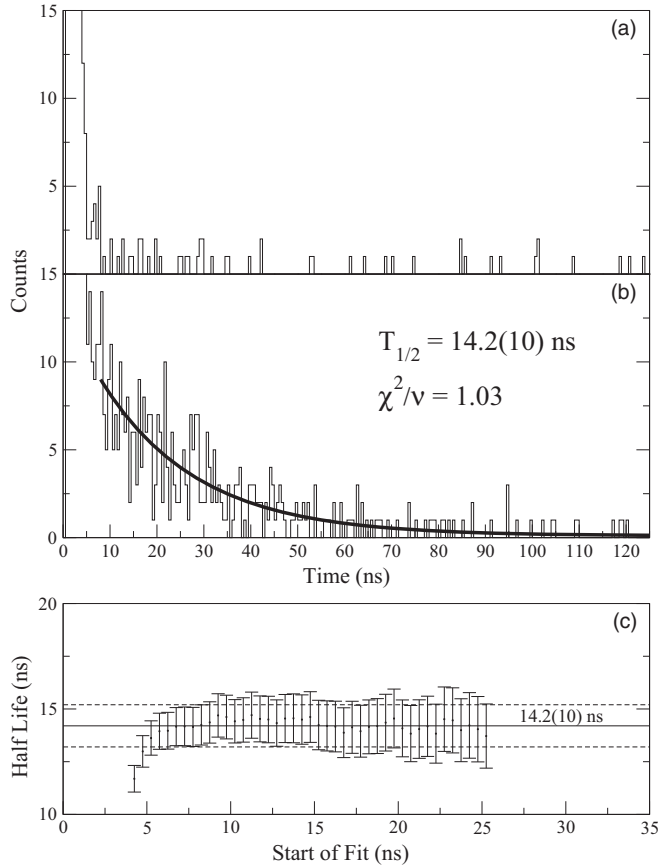 15
(a)
10
5
Counts
15
(b)
10
T1/2 = 14.2(10) ns
χ²/ν = 1.03
5
0
0 10 20 30 40 50 60 70 80 90 100 110 120
Time (ns)
20
(c)
Half Life (ns)
15
14.2(10) ns
10
0 5 10 15 20 25 30 35
Start of Fit (ns)